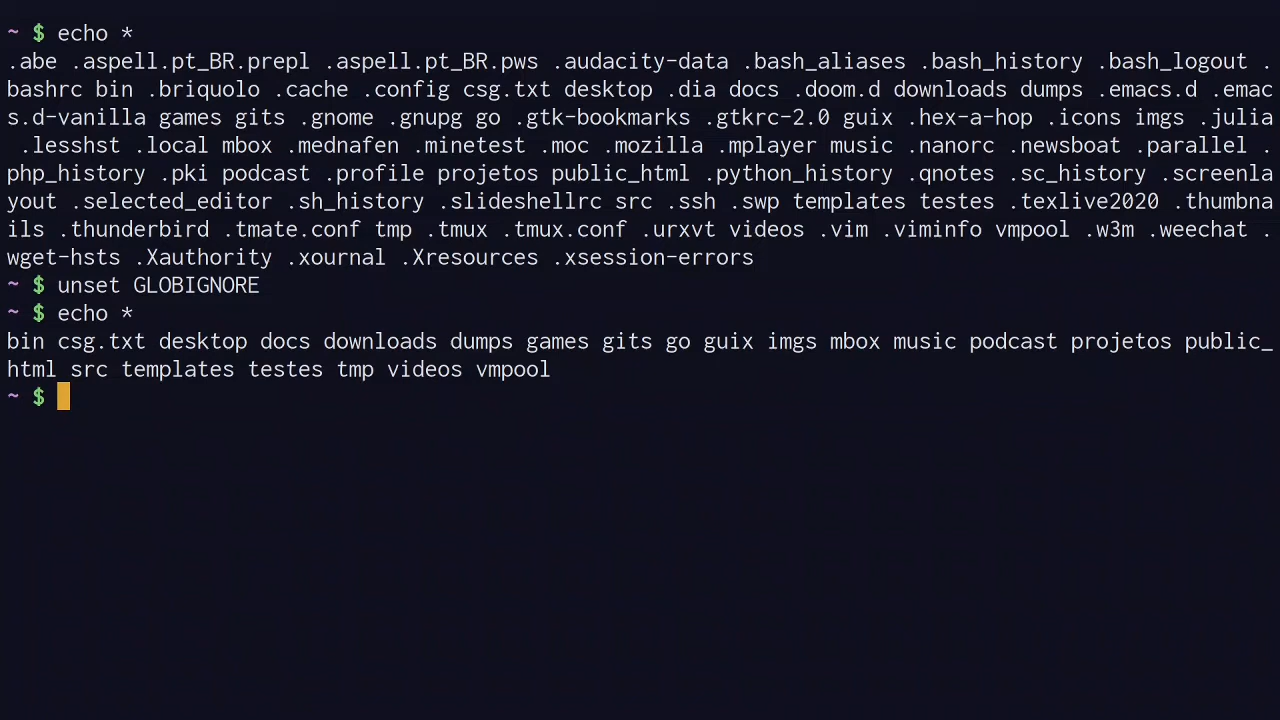 ~ $ echo *
.abe .aspell.pt_BR.prepl .aspell.pt_BR.pws .audacity-data .bash_aliases .bash_history .bash_logout .
bashrc bin .briquolo .cache .config csg.txt desktop .dia docs .doom.d downloads dumps .emacs.d .emac
s.d-vanilla games gits .gnome .gnupg go .gtk-bookmarks .gtkrc-2.0 guix .hex-a-hop .icons imgs .julia
 .lesshst .local mbox .mednafen .minetest .moc .mozilla .mplayer music .nanorc .newsboat .parallel .
php_history .pki podcast .profile projetos public_html .python_history .qnotes .sc_history .screenla
yout .selected_editor .sh_history .slideshellrc src .ssh .swp templates testes .texlive2020 .thumbna
ils .thunderbird .tmate.conf tmp .tmux .tmux.conf .urxvt videos .vim .viminfo vmpool .w3m .weechat .
wget-hsts .Xauthority .xournal .Xresources .xsession-errors
~ $ unset GLOBIGNORE
~ $ echo *
bin csg.txt desktop docs downloads dumps games gits go guix imgs mbox music podcast projetos public_
html src templates testes tmp videos vmpool
~ $